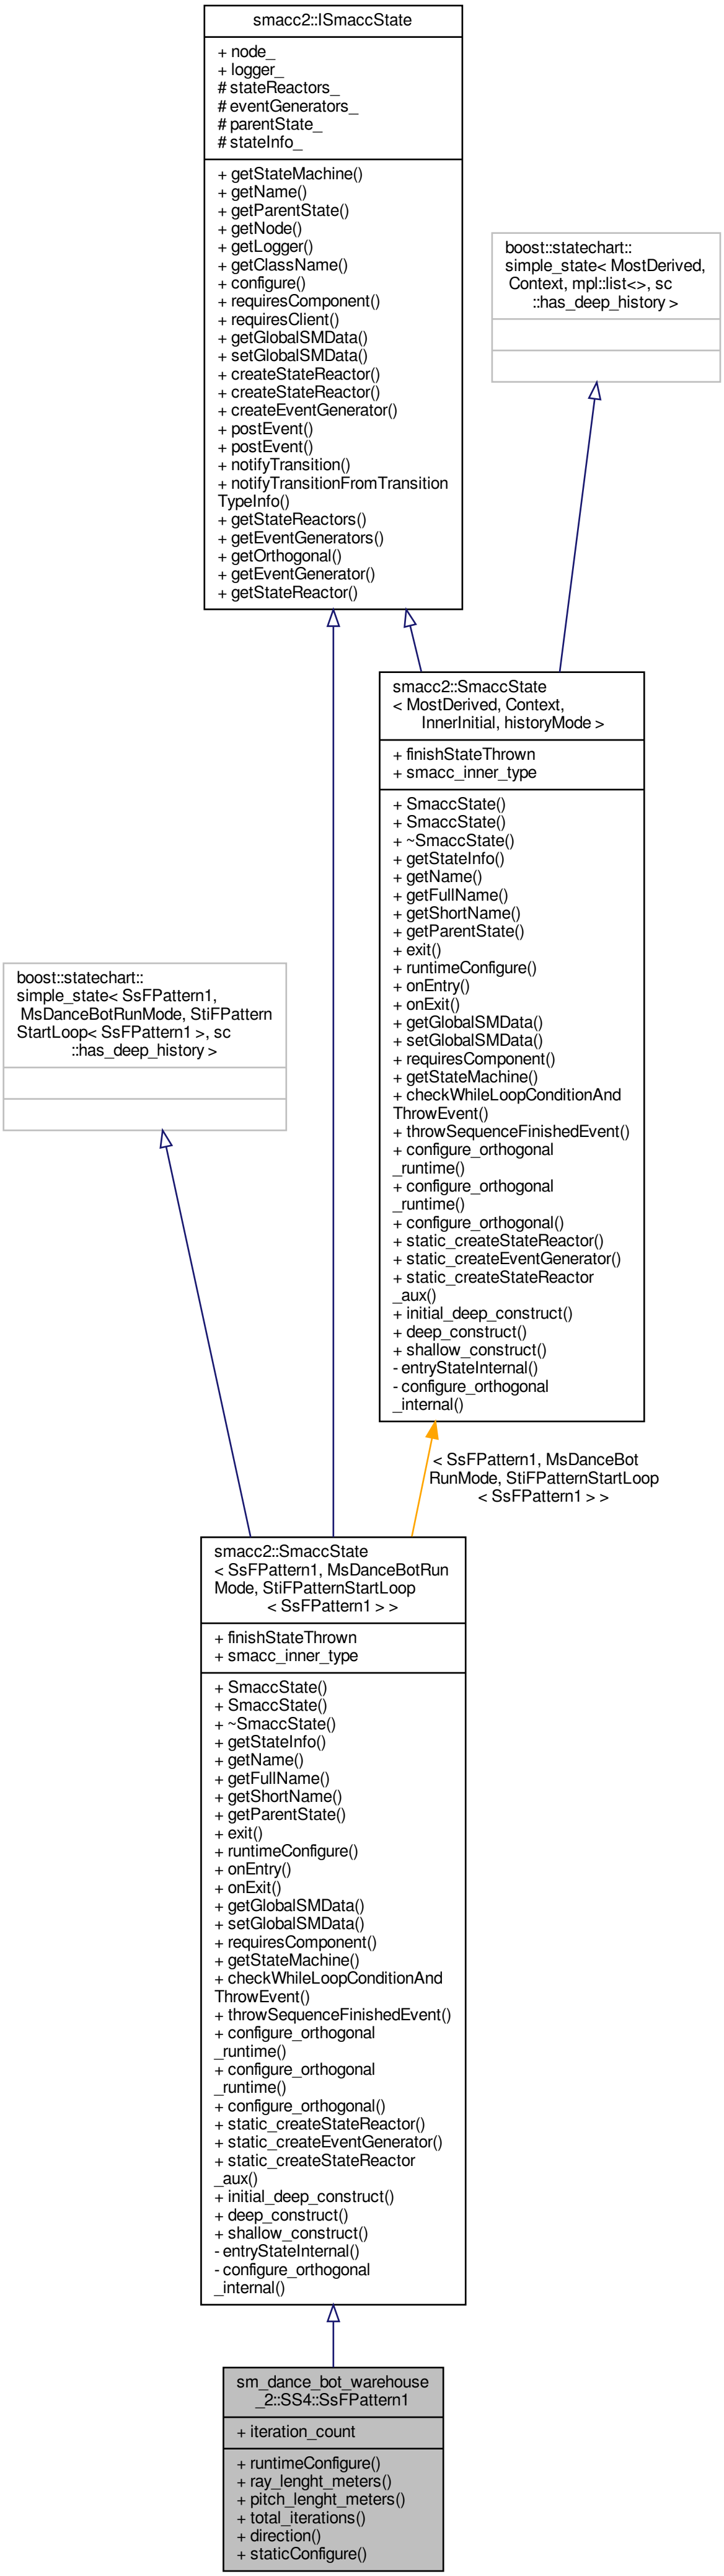 smacc2::ISmaccState
+ node_
+ logger_
# stateReactors_
# eventGenerators_
# parentState_
# stateInfo_
+ getStateMachine()
+ getName()
+ getParentState()
+ getNode()
+ getLogger()
+ getClassName()
+ configure()
+ requiresComponent()
+ requiresClient()
+ getGlobalSMData()
+ setGlobalSMData()
+ createStateReactor()
+ createStateReactor()
+ createEventGenerator()
+ postEvent()
+ postEvent()
+ notifyTransition()
+ notifyTransitionFromTransition
TypeInfo()
+ getStateReactors()
+ getEventGenerators()
+ getOrthogonal()
+ getEventGenerator()
+ getStateReactor()
boost::statechart::
simple_state< MostDerived,
Context, mpl::list<>, sc
::has_deep_history >
smacc2::SmaccState
< MostDerived, Context,
InnerInitial, historyMode >
+ finishStateThrown
+ smacc_inner_type
+ SmaccState()
+ SmaccState()
+ ~SmaccState()
+ getStateInfo()
+ getName()
+ getFullName()
+ getShortName()
+ getParentState()
+ exit()
+ runtimeConfigure()
+ onEntry()
+ onExit()
+ getGlobalSMData()
+ setGlobalSMData()
+ requiresComponent()
+ getStateMachine()
+ checkWhileLoopConditionAnd
ThrowEvent()
+ throwSequenceFinishedEvent()
+ configure_orthogonal
_runtime()
+ configure_orthogonal
_runtime()
+ configure_orthogonal()
+ static_createStateReactor()
+ static_createEventGenerator()
+ static_createStateReactor
_aux()
+ initial_deep_construct()
+ deep_construct()
+ shallow_construct()
- entryStateInternal()
- configure_orthogonal
_internal()
boost::statechart::
simple_state< SsFPattern1,
MsDanceBotRunMode, StiFPattern
StartLoop< SsFPattern1 >, sc
::has_deep_history >
< SsFPattern1, MsDanceBot
RunMode, StiFPatternStartLoop
< SsFPattern1 > >
smacc2::SmaccState
< SsFPattern1, MsDanceBotRun
Mode, StiFPatternStartLoop
< SsFPattern1 > >
+ finishStateThrown
+ smacc_inner_type
+ SmaccState()
+ SmaccState()
+ ~SmaccState()
+ getStateInfo()
+ getName()
+ getFullName()
+ getShortName()
+ getParentState()
+ exit()
+ runtimeConfigure()
+ onEntry()
+ onExit()
+ getGlobalSMData()
+ setGlobalSMData()
+ requiresComponent()
+ getStateMachine()
+ checkWhileLoopConditionAnd
ThrowEvent()
+ throwSequenceFinishedEvent()
+ configure_orthogonal
_runtime()
+ configure_orthogonal
_runtime()
+ configure_orthogonal()
+ static_createStateReactor()
+ static_createEventGenerator()
+ static_createStateReactor
_aux()
+ initial_deep_construct()
+ deep_construct()
+ shallow_construct()
- entryStateInternal()
- configure_orthogonal
_internal()
sm_dance_bot_warehouse
_2::SS4::SsFPattern1
+ iteration_count
+ runtimeConfigure()
+ ray_lenght_meters()
+ pitch_lenght_meters()
+ total_iterations()
+ direction()
+ staticConfigure()